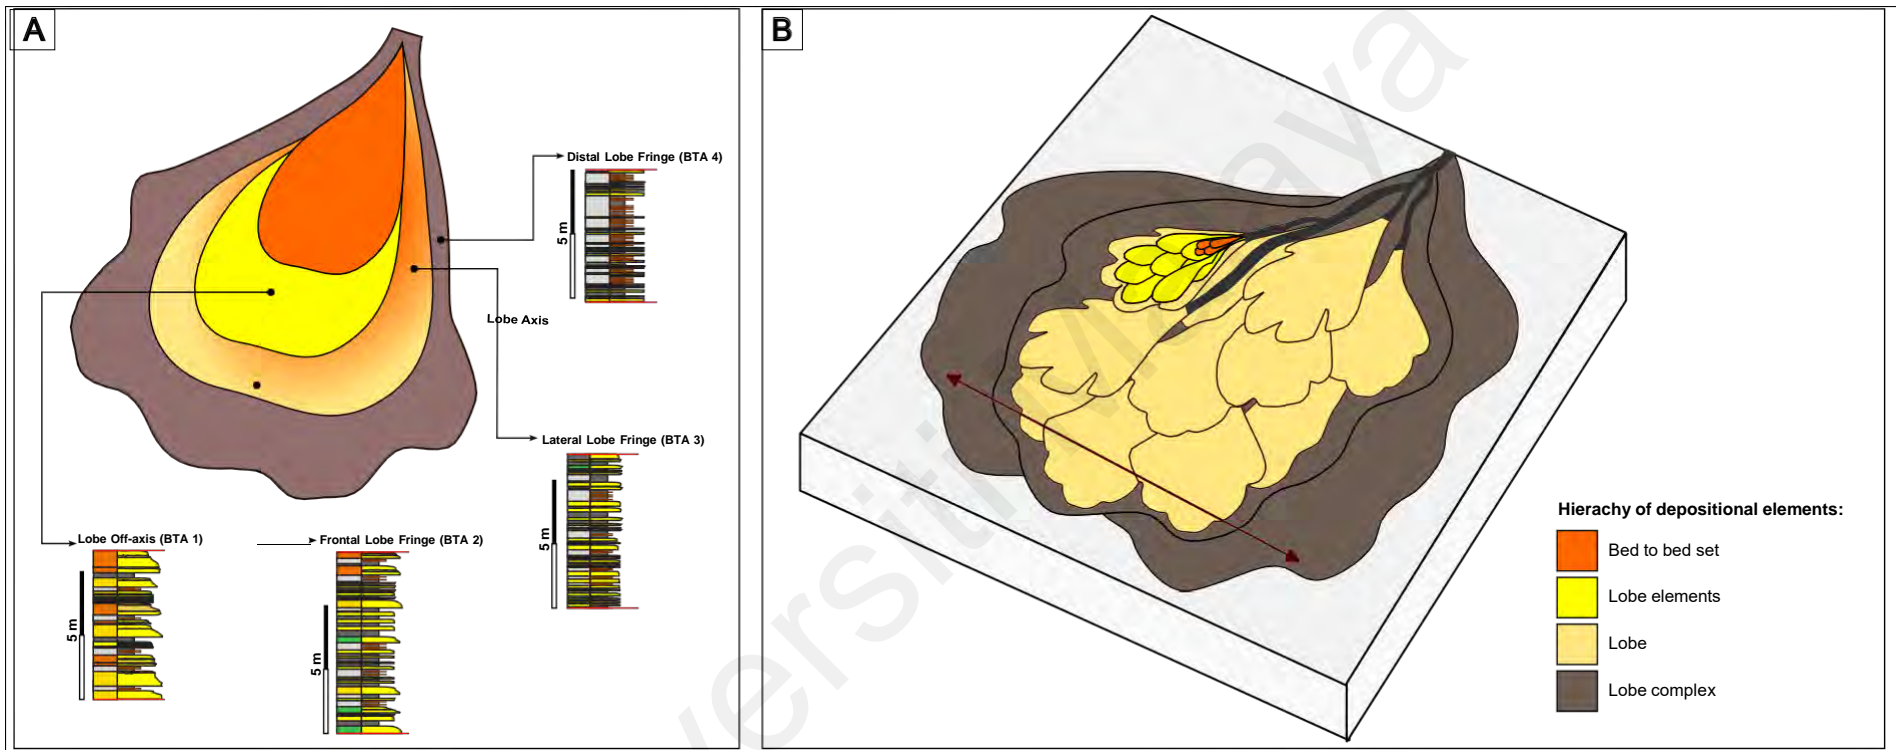 A
B
Distal Lobe Fringe (BTA 4)
5 m
Lobe Axis
Lateral Lobe Fringe (BTA 3)
5 m
Lobe Off-axis (BTA 1)
Frontal Lobe Fringe (BTA 2)
5 m
5 m
Hierachy of depositional elements:
Bed to bed set
Lobe elements
Lobe
Lobe complex